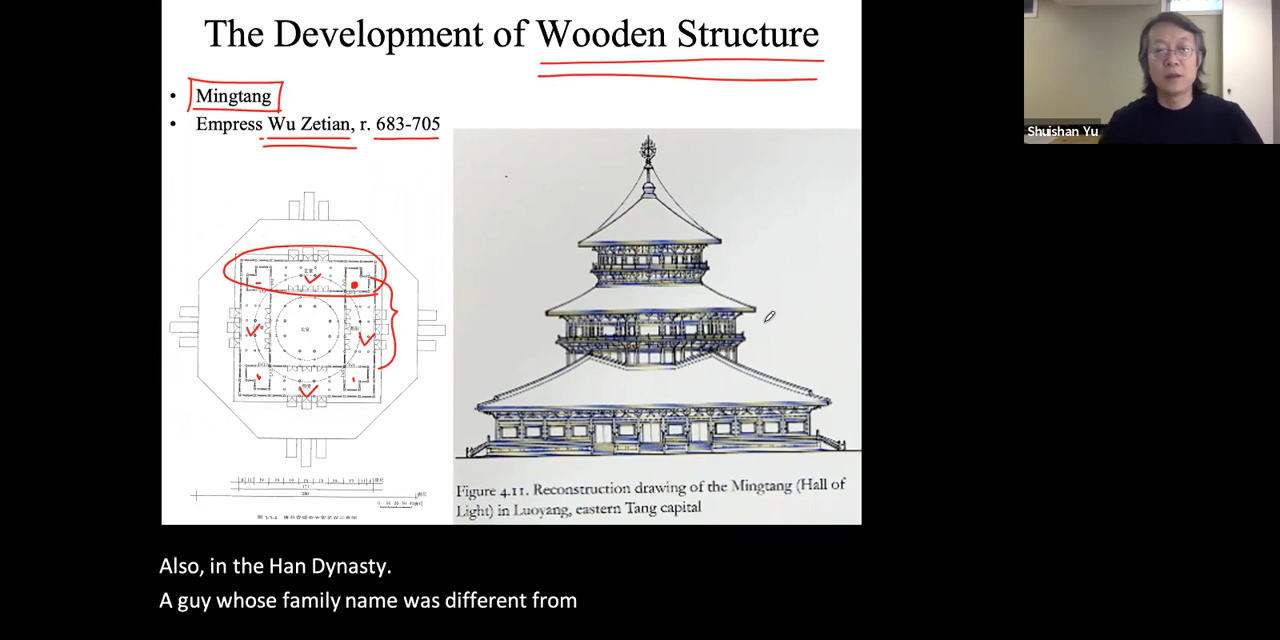 The Development of Wooden Structure
Shuishan Yu
• Mingtang
• Empress Wu Zetian, r. 683-705
Figure 4.11. Reconstruction drawing of the Mingtang (Hall of
Light) in Luoyang, eastern Tang capital
Also, in the Han Dynasty.
A guy whose family name was different from